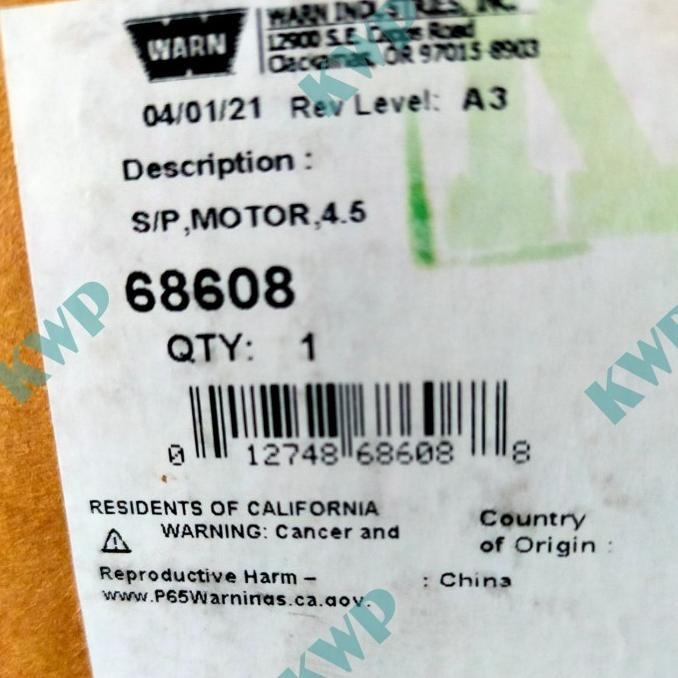 WARN
WARN INDUSTRIES, INC.
12900 S.E. Capps Road
Clackamas, OR 97015-8903
04/01/21 Rev Level: A3
Description :
S/P,MOTOR,4.5
68608
QTY: 1
0 12748 68608 8
RESIDENTS OF CALIFORNIA
WARNING: Cancer and
Reproductive Harm –
www.P65Warnings.ca.gov.
Country
of Origin :
: China
KWP
KWP
KWP
KWP